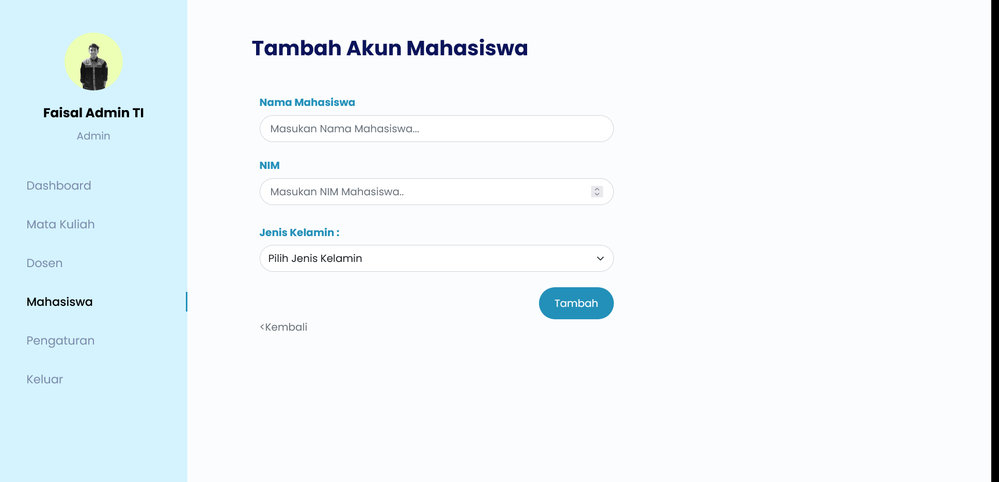 Faisal Admin TI
Admin
Dashboard
Mata Kuliah
Dosen
Mahasiswa
Pengaturan
Keluar
Tambah Akun Mahasiswa
Nama Mahasiswa
Masukan Nama Mahasiswa...
NIM
Masukan NIM Mahasiswa..
Jenis Kelamin :
Pilih Jenis Kelamin
Tambah
<Kembali